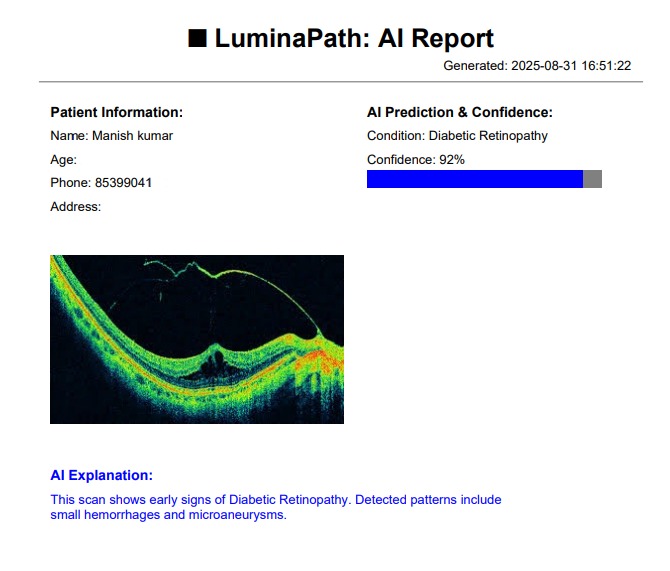 ■ LuminaPath: AI Report
Generated: 2025-08-31 16:51:22
Patient Information:
Name: Manish kumar
Age:
Phone: 85399041
Address:
AI Prediction & Confidence:
Condition: Diabetic Retinopathy
Confidence: 92%
AI Explanation:
This scan shows early signs of Diabetic Retinopathy. Detected patterns include
small hemorrhages and microaneurysms.